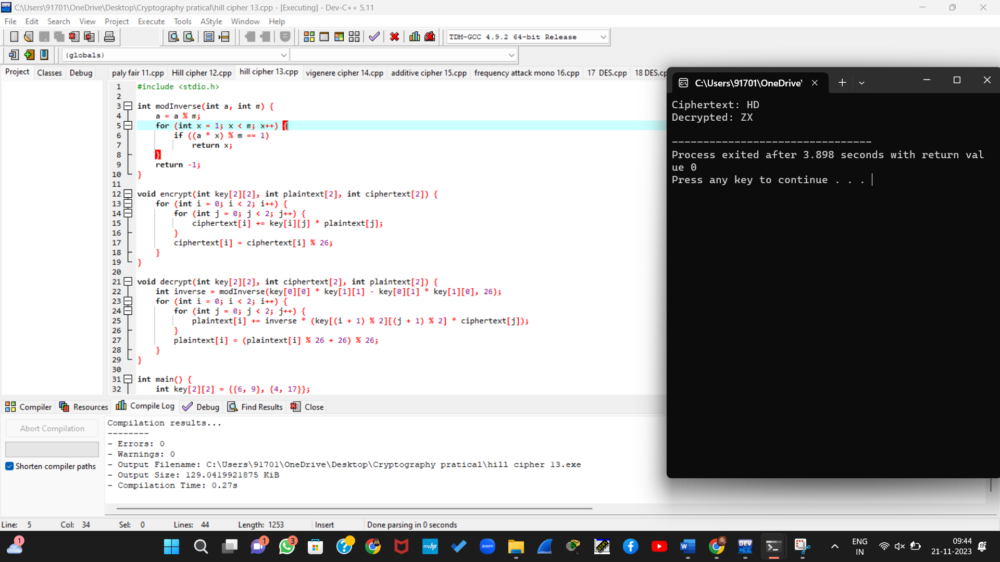 C:\Users\91701\OneDrive\Desktop\Cryptography pratical\hill cipher 13.cpp - [Executing] - Dev-C++ 5.11
File Edit Search View Project Execute Tools AStyle Window Help
TDM-GCC 4.9.2 64-bit Release
(globals)
Project Classes Debug
paly fair 11.cpp Hill cipher 12.cpp hill cipher 13.cpp vigenere cipher 14.cpp additive cipher 15.cpp frequency attack mono 16.cpp 17 DES.cpp 18 DES.cp
1 #include <stdio.h>
2
3 int modInverse(int a, int m) {
4 a = a % m;
5 for (int x = 1; x < m; x++) {
6 if ((a * x) % m == 1)
7 return x;
8 }
9 return -1;
10 }
11
12 void encrypt(int key[2][2], int plaintext[2], int ciphertext[2]) {
13 for (int i = 0; i < 2; i++) {
14 for (int j = 0; j < 2; j++) {
15 ciphertext[i] += key[i][j] * plaintext[j];
16 }
17 ciphertext[i] = ciphertext[i] % 26;
18 }
19 }
20
21 void decrypt(int key[2][2], int ciphertext[2], int plaintext[2]) {
22 int inverse = modInverse(key[0][0] * key[1][1] - key[0][1] * key[1][0], 26);
23 for (int i = 0; i < 2; i++) {
24 for (int j = 0; j < 2; j++) {
25 plaintext[i] += inverse * (key[(i + 1) % 2][(j + 1) % 2] * ciphertext[j]);
26 }
27 plaintext[i] = (plaintext[i] % 26 + 26) % 26;
28 }
29 }
30
31 int main() {
32 int key[2][2] = {{6, 9}, {4, 17}};
C:\Users\91701\OneDrive\
Ciphertext: HD
Decrypted: ZX
--------------------------------
Process exited after 3.898 seconds with return val
ue 0
Press any key to continue . . .
Compiler Resources Compile Log Debug Find Results Close
Abort Compilation
Shorten compiler paths
Compilation results...
--------
- Errors: 0
- Warnings: 0
- Output Filename: C:\Users\91701\OneDrive\Desktop\Cryptography pratical\hill cipher 13.exe
- Output Size: 129.0419921875 KiB
- Compilation Time: 0.27s
Line: 5 Col: 34 Sel: 0 Lines: 44 Length: 1253 Insert Done parsing in 0 seconds
1
1
3
myhp
zoom
W
DEV
ENG
IN
09:44
21-11-2023